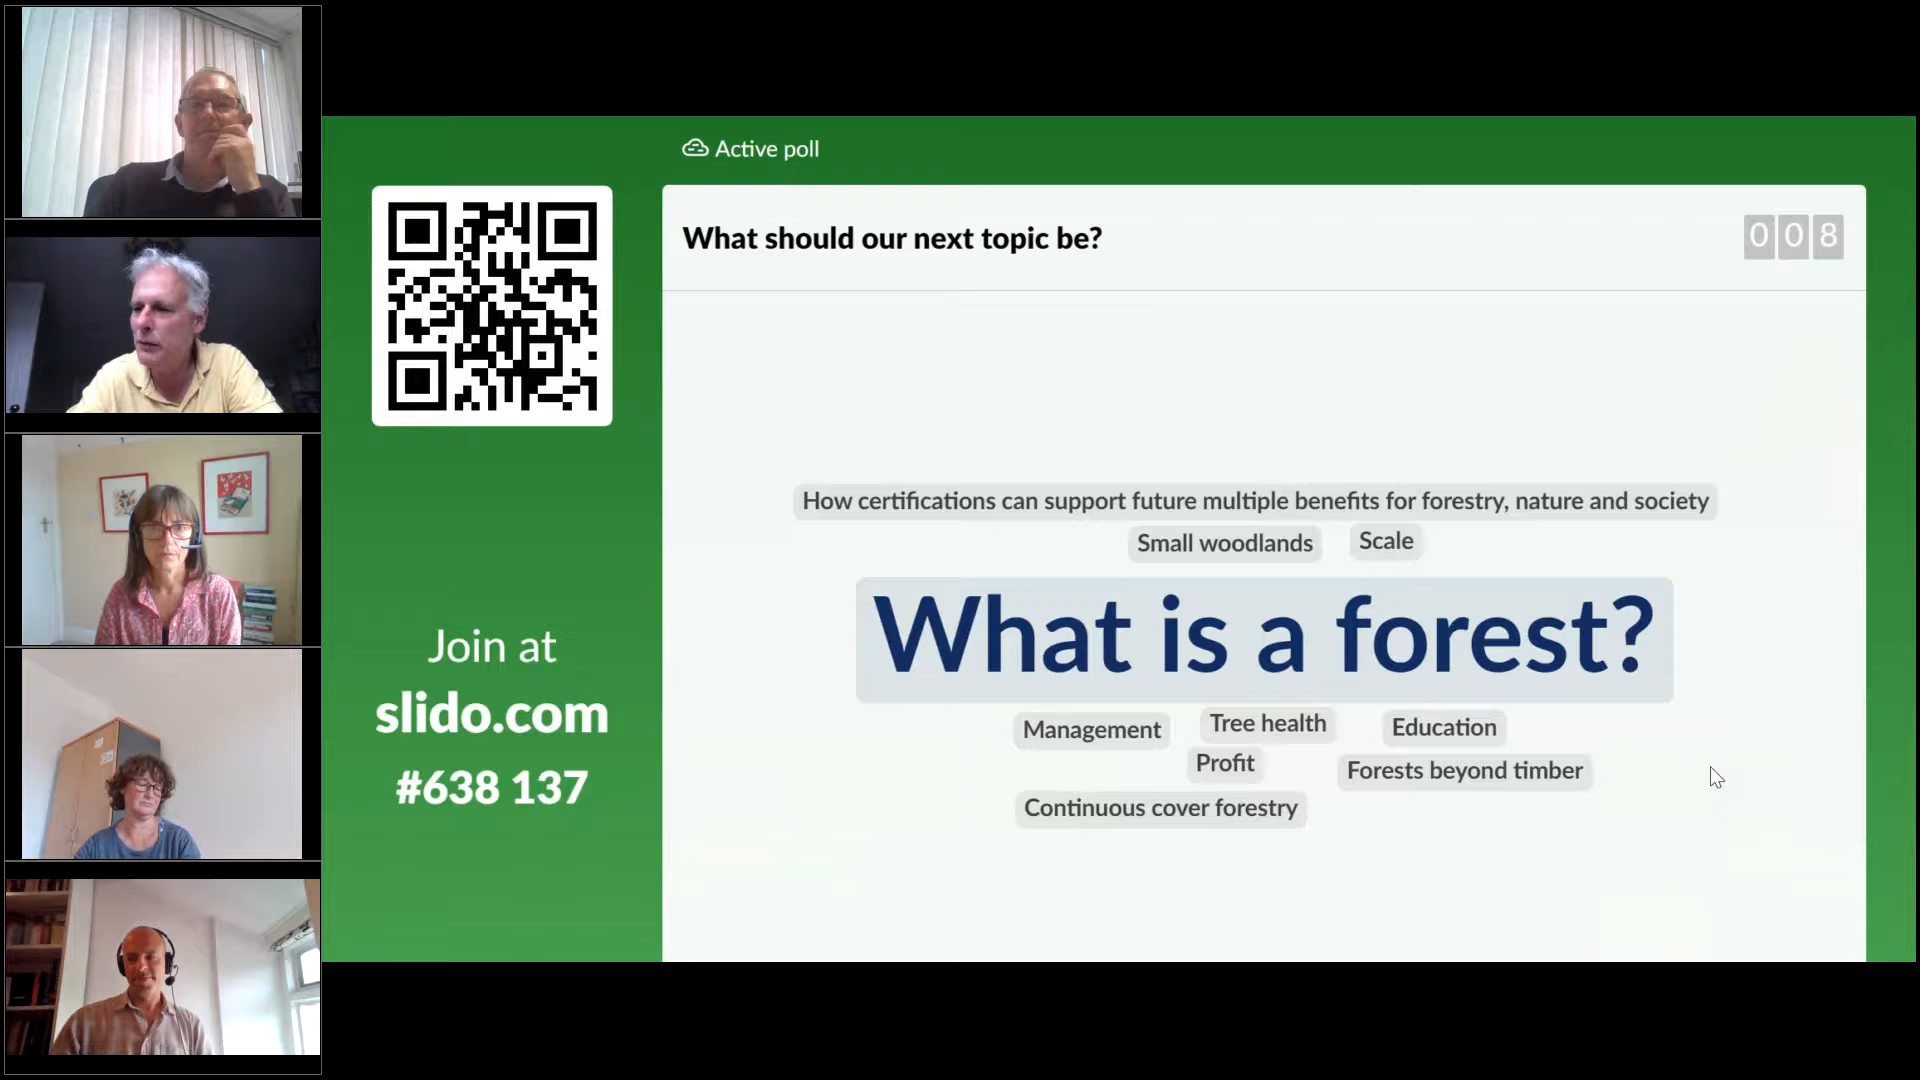 Active poll
What should our next topic be?
008
How certifications can support future multiple benefits for forestry, nature and society
Small woodlands
Scale
What is a forest?
Management
Tree health
Education
Profit
Forests beyond timber
Continuous cover forestry
Join at
slido.com
#638 137